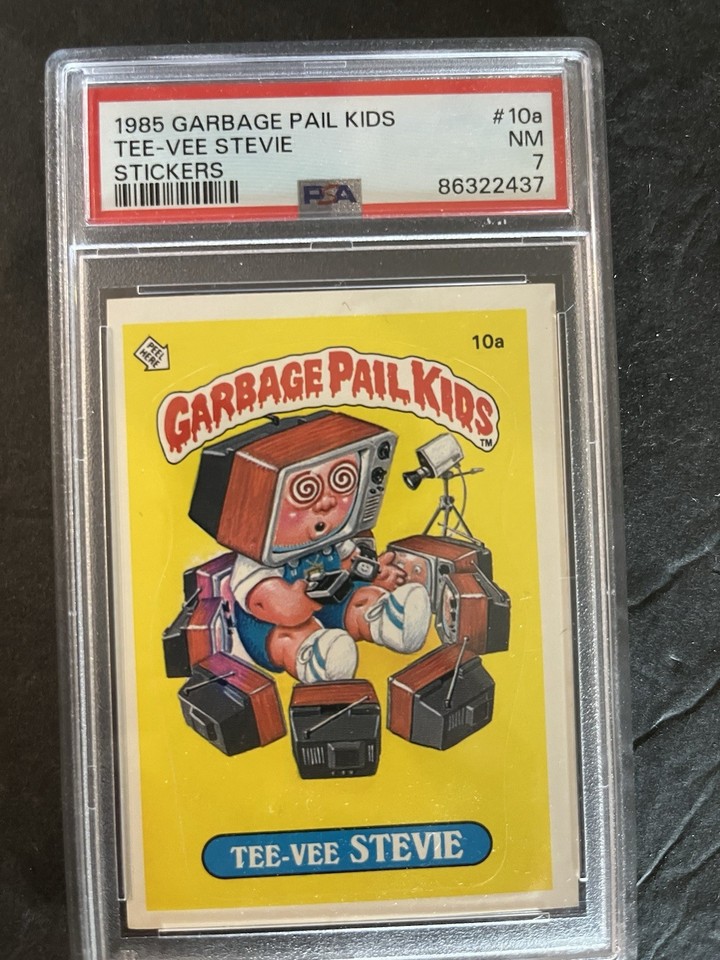 1985 GARBAGE PAIL KIDS #10a
TEE-VEE STEVIE NM
STICKERS 7
PSA 86322437
PEEL
HERE
10a
GARBAGE PAIL KIDS
TM
TEE-VEE STEVIE